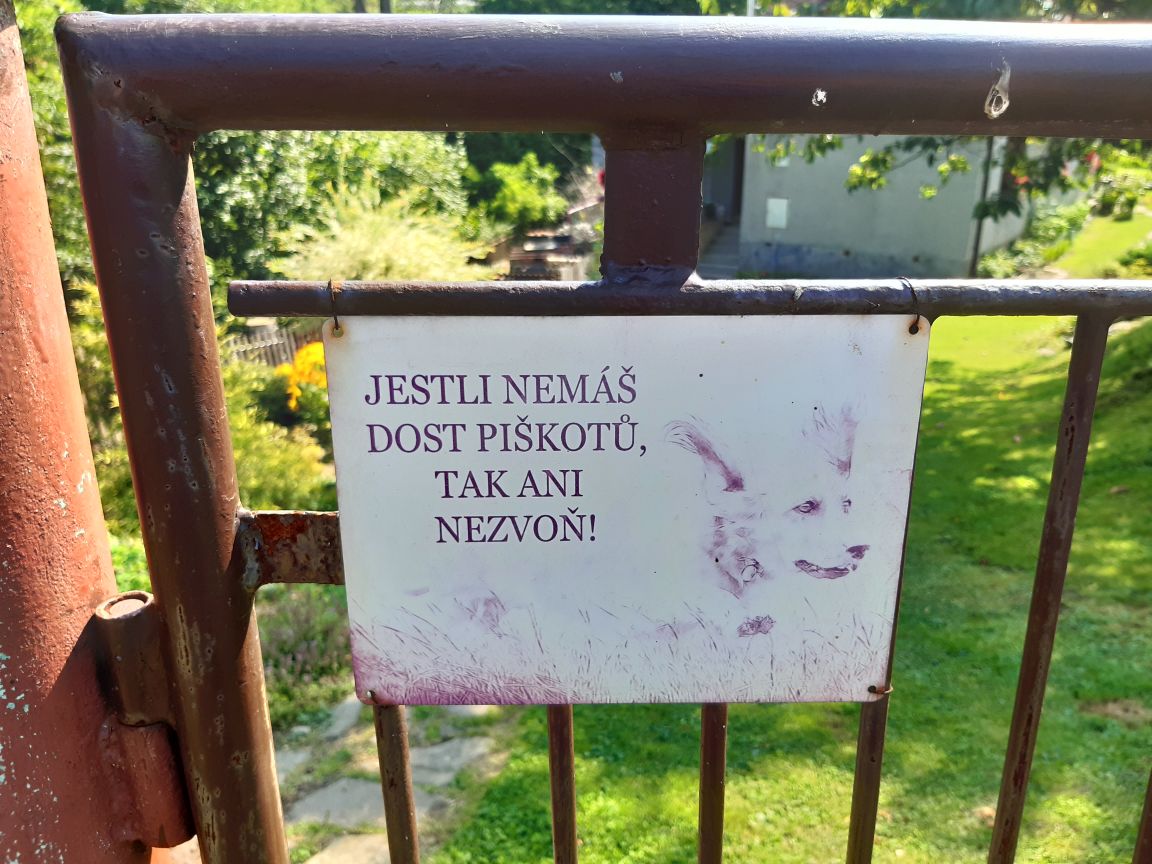 JESTLI NEMÁŠ
DOST PIŠKOTŮ,
TAK ANI
NEZVOŇ!